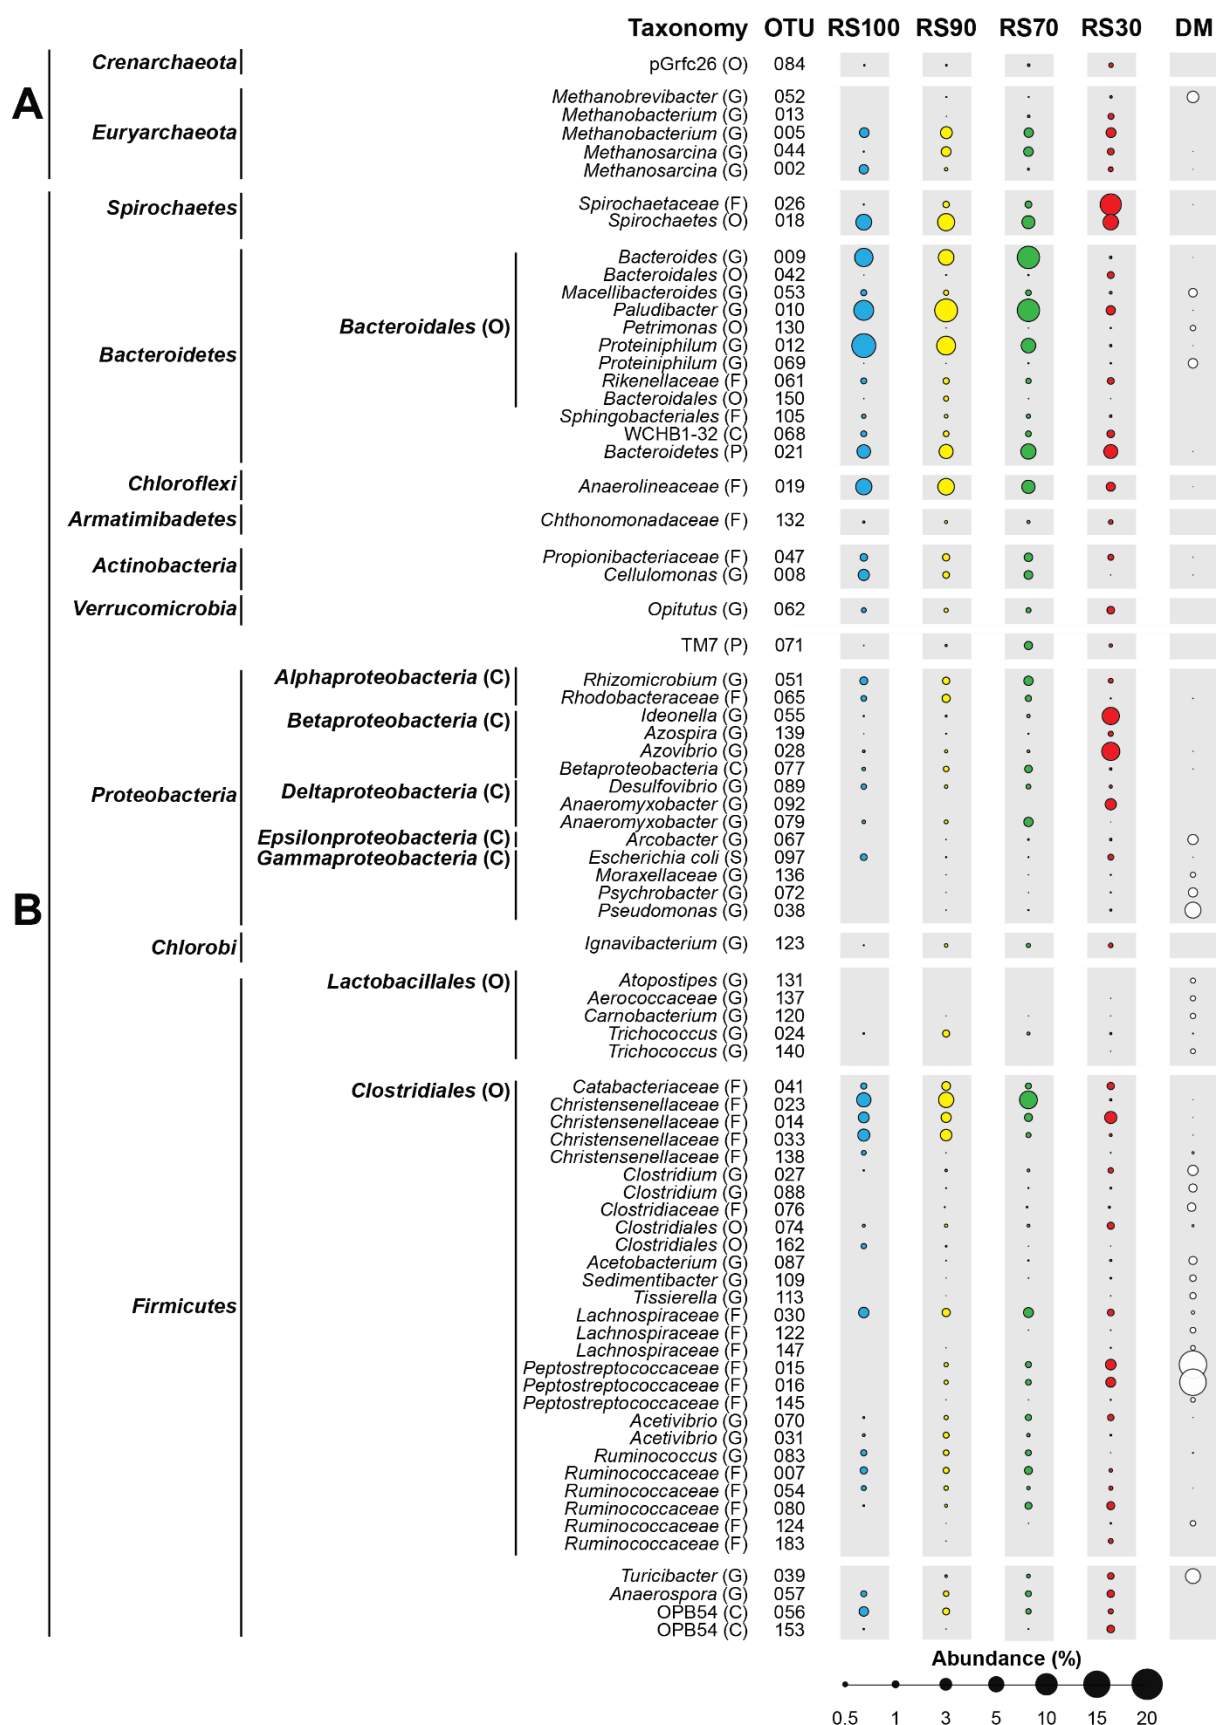 Taxonomy OTU RS100 RS90 RS70 RS30 DM
A
Crenarchaeota
pGrfc26 (O) 084
Euryarchaeota
Methanobrevibacter (G) 052
Methanobacterium (G) 013
Methanobacterium (G) 005
Methanosarcina (G) 044
Methanosarcina (G) 002
B
Spirochaetes
Spirochaetaceae (F) 026
Spirochaetes (O) 018
Bacteroidetes
Bacteroidales (O)
Bacteroides (G) 009
Bacteroidales (O) 042
Macellibacteroides (G) 053
Paludibacter (G) 010
Petrimonas (O) 130
Proteiniphilum (G) 012
Proteiniphilum (G) 069
Rikenellaceae (F) 061
Bacteroidales (O) 150
Sphingobacteriales (F) 105
WCHB1-32 (C) 068
Bacteroidetes (P) 021
Chloroflexi
Anaerolineaceae (F) 019
Armatimibadetes
Chthonomonadaceae (F) 132
Actinobacteria
Propionibacteriaceae (F) 047
Cellulomonas (G) 008
Verrucomicrobia
Opitutus (G) 062
TM7 (P) 071
Proteobacteria
Alphaproteobacteria (C)
Rhizomicrobium (G) 051
Rhodobacteraceae (F) 065
Betaproteobacteria (C)
Ideonella (G) 055
Azospira (G) 139
Azovibrio (G) 028
Betaproteobacteria (C) 077
Deltaproteobacteria (C)
Desulfovibrio (G) 089
Anaeromyxobacter (G) 092
Anaeromyxobacter (G) 079
Epsilonproteobacteria (C)
Arcobacter (G) 067
Gammaproteobacteria (C)
Escherichia coli (S) 097
Moraxellaceae (G) 136
Psychrobacter (G) 072
Pseudomonas (G) 038
Chlorobi
Ignavibacterium (G) 123
Firmicutes
Lactobacillales (O)
Atopostipes (G) 131
Aerococcaceae (G) 137
Carnobacterium (G) 120
Trichococcus (G) 024
Trichococcus (G) 140
Clostridiales (O)
Catabacteriaceae (F) 041
Christensenellaceae (F) 023
Christensenellaceae (F) 014
Christensenellaceae (F) 033
Christensenellaceae (F) 138
Clostridium (G) 027
Clostridium (G) 088
Clostridiaceae (F) 076
Clostridiales (O) 074
Clostridiales (O) 162
Acetobacterium (G) 087
Sedimentibacter (G) 109
Tissierella (G) 113
Lachnospiraceae (F) 030
Lachnospiraceae (F) 122
Lachnospiraceae (F) 147
Peptostreptococcaceae (F) 015
Peptostreptococcaceae (F) 016
Peptostreptococcaceae (F) 145
Acetivibrio (G) 070
Acetivibrio (G) 031
Ruminococcus (G) 083
Ruminococcaceae (F) 007
Ruminococcaceae (F) 054
Ruminococcaceae (F) 080
Ruminococcaceae (F) 124
Ruminococcaceae (F) 183
Turicibacter (G) 039
Anaerospora (G) 057
OPB54 (C) 056
OPB54 (C) 153
Abundance (%)
0.5 1 3 5 10 15 20